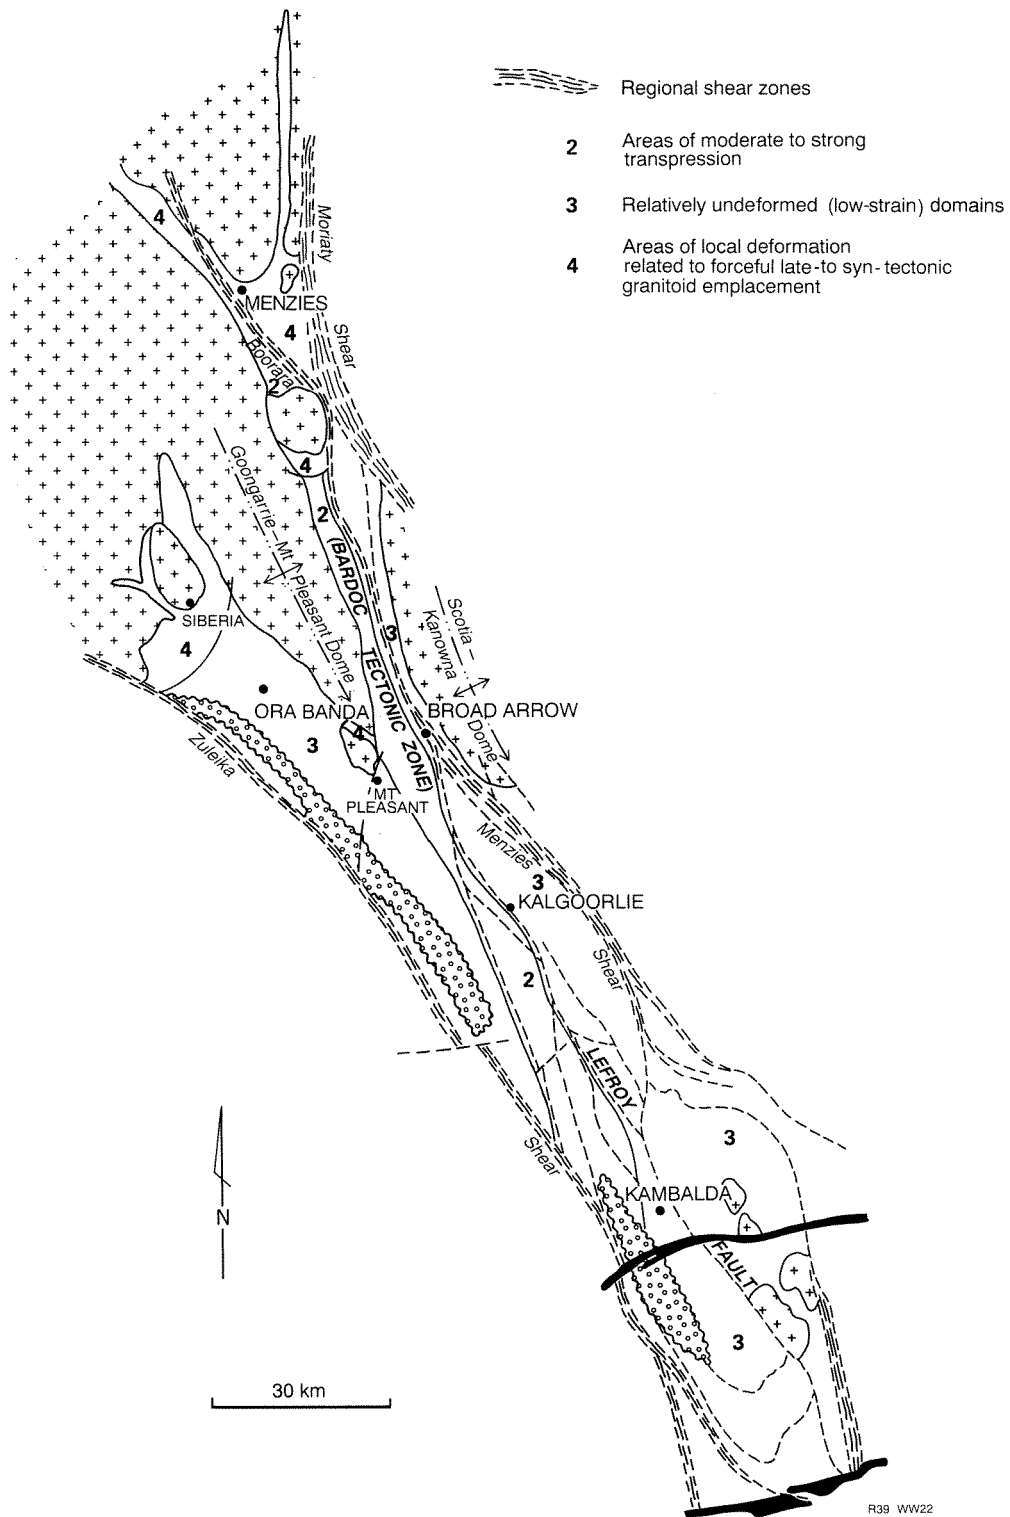 Regional shear zones
2 Areas of moderate to strong
transpression
3 Relatively undeformed (low-strain) domains
Areas of local deformation
4 related to forceful late-to syn-tectonic
granitoid emplacement
4
Moriaty
MENZIES
4
Shear
Boorara
2
4
Goongarrie-Mt Pleasant Dome
2
(BARDOC TECTONIC ZONE)
3
Scotia-
Kanowna
Dome
SIBERIA
4
ORA BANDA
BROAD ARROW
4
3
Zuleika
MT
PLEASANT
Menzies
3
KALGOORLIE
2
Shear
LEFROY
3
Shear
KAMBALDA
N
FAULT
3
30 km
R39 WW22